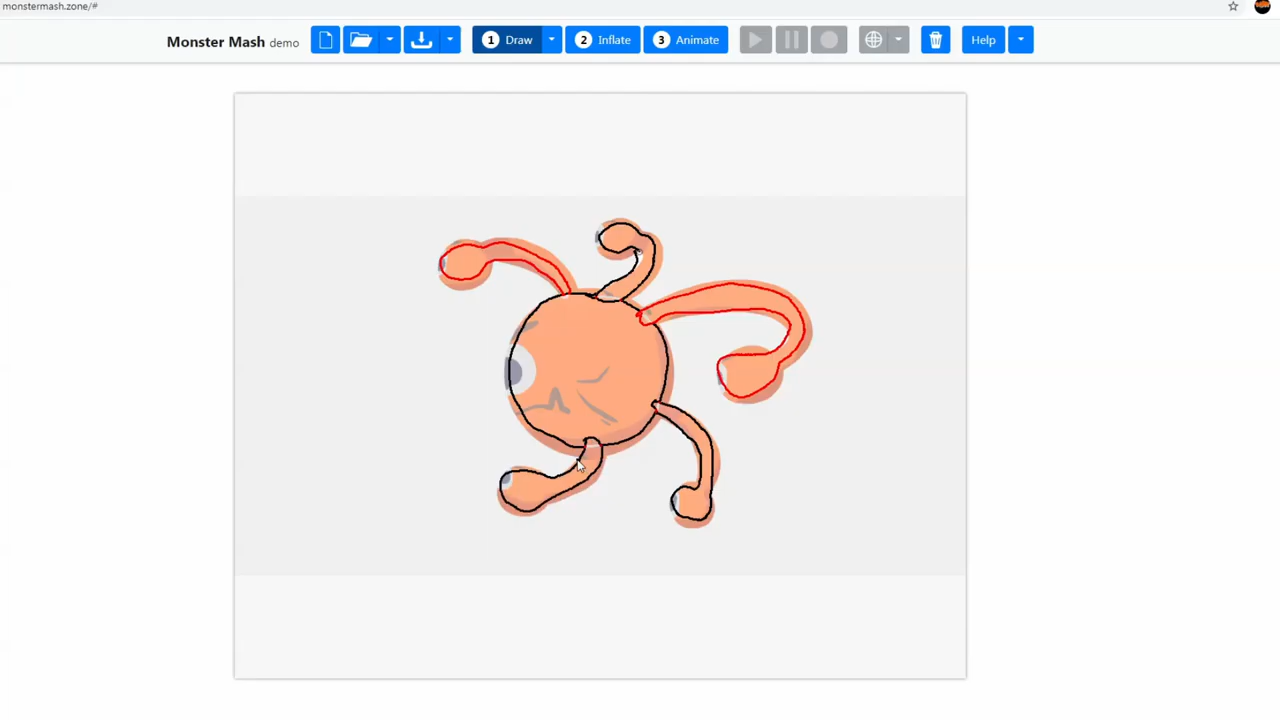 monstermash.zone/#
Monster Mash demo
1 Draw
2 Inflate
3 Animate
Help